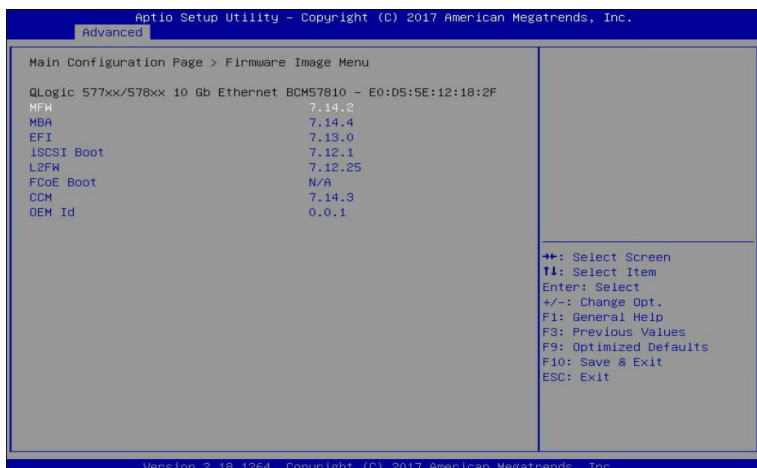 Aptio Setup Utility – Copyright (C) 2017 American Megatrends, Inc.
Advanced
Main Configuration Page > Firmware Image Menu
QLogic 577xx/578xx 10 Gb Ethernet BCM57810 – E0:D5:5E:12:18:2F
MFW 7.14.2
MBA 7.14.4
EFI 7.13.0
iSCSI Boot 7.12.1
L2FW 7.12.25
FCoE Boot N/A
CCM 7.14.3
OEM Id 0.0.1
→←: Select Screen
↑↓: Select Item
Enter: Select
+/-: Change Opt.
F1: General Help
F3: Previous Values
F9: Optimized Defaults
F10: Save & Exit
ESC: Exit
Version 2.18.1264. Copyright (C) 2017 American Megatrends, Inc.